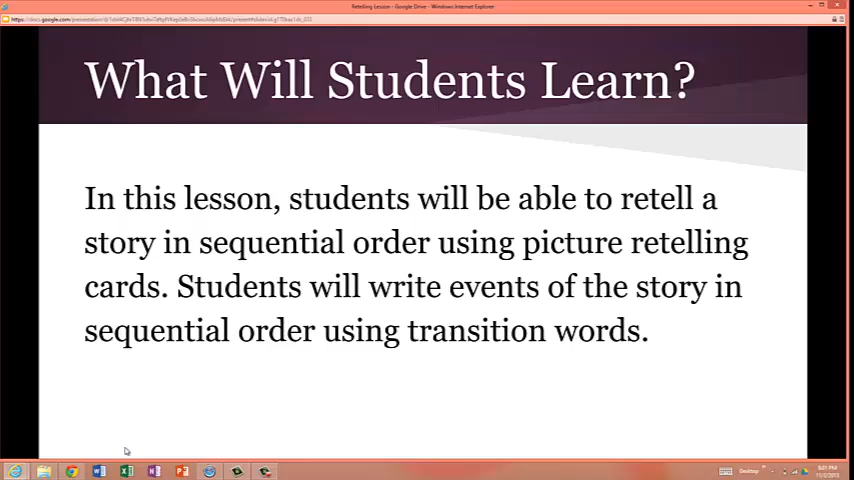 Retelling Lesson - Google Drive - Windows Internet Explorer
What Will Students Learn?
In this lesson, students will be able to retell a
story in sequential order using picture retelling
cards. Students will write events of the story in
sequential order using transition words.
Desktop